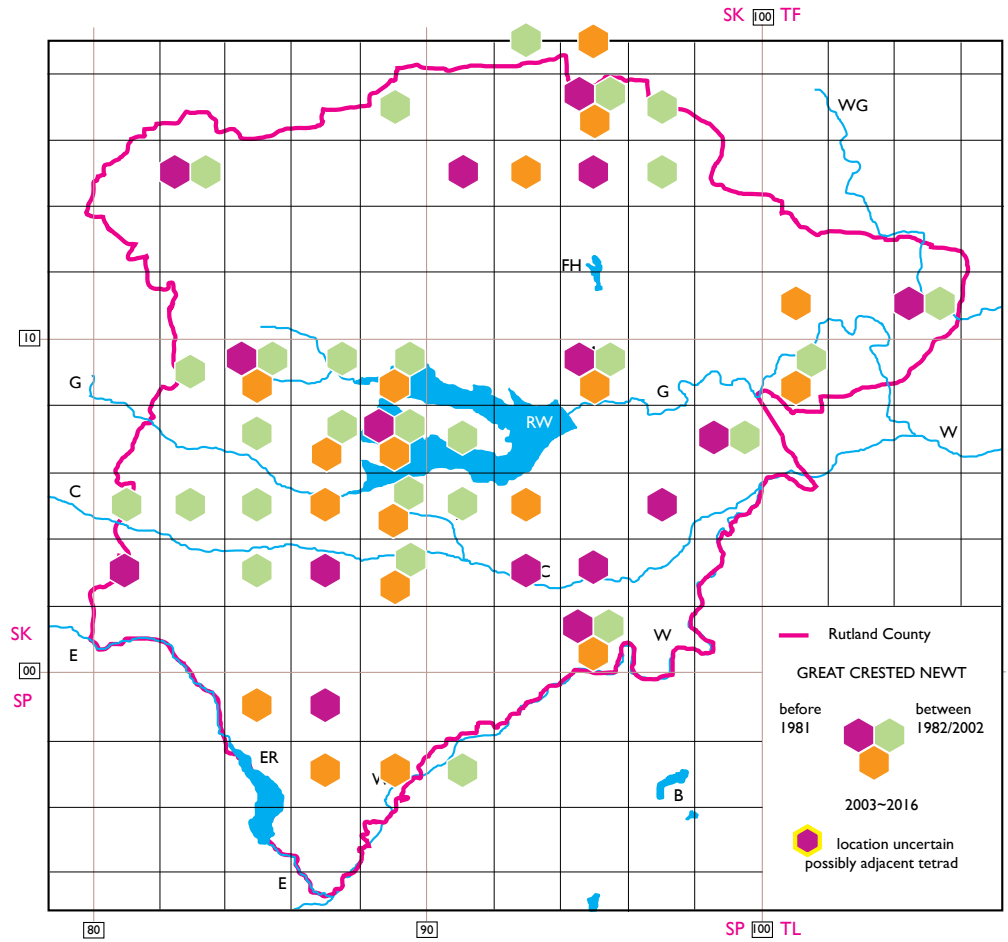 SK 100 TF
WG
FH
10
G
G
RW
W
C
C
SK
E
W
00
SP
Rutland County
GREAT CRESTED NEWT
before
1981
between
1982/2002
ER
B
2003~2016
location uncertain
possibly adjacent tetrad
E
80
90
SP 100 TL